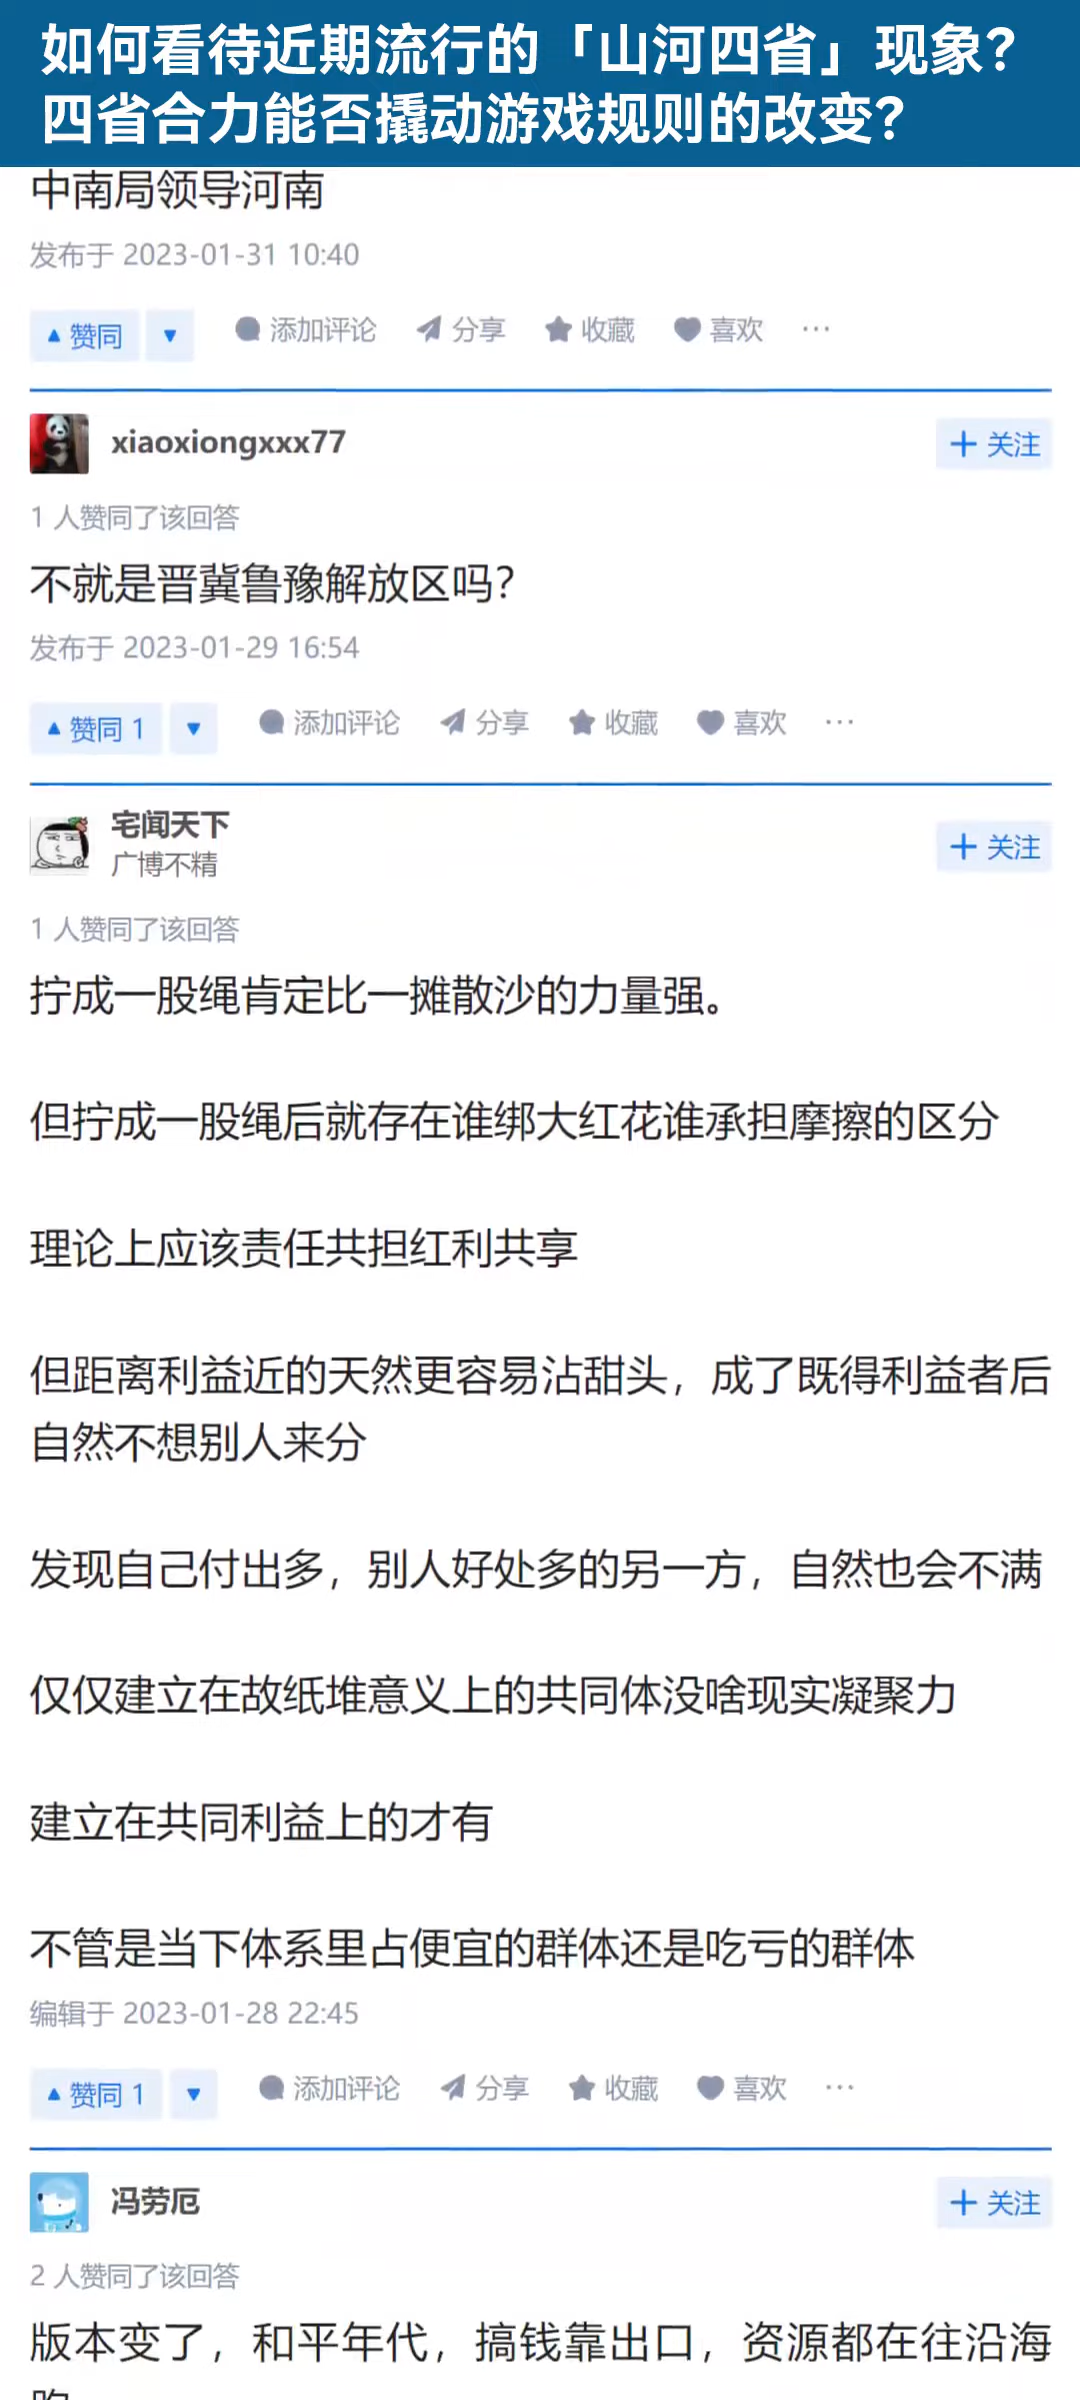 如何看待近期流行的「山河四省」现象?
四省合力能否撬动游戏规则的改变?
中南局领导河南
发布于 2023-01-31 10:40
▲ 赞同 ▼ 添加评论 分享 收藏 喜欢 ···
xiaoxiongxxx77 + 关注
1 人赞同了该回答
不就是晋冀鲁豫解放区吗?
发布于 2023-01-29 16:54
▲ 赞同 1 ▼ 添加评论 分享 收藏 喜欢 ···
宅闻天下
广博不精 + 关注
1 人赞同了该回答
拧成一股绳肯定比一摊散沙的力量强。
但拧成一股绳后就存在谁绑大红花谁承担摩擦的区分
理论上应该责任共担红利共享
但距离利益近的天然更容易沾甜头，成了既得利益者后
自然不想别人来分
发现自己付出多，别人好处多的另一方，自然也会不满
仅仅建立在故纸堆意义上的共同体没啥现实凝聚力
建立在共同利益上的才有
不管是当下体系里占便宜的群体还是吃亏的群体
编辑于 2023-01-28 22:45
▲ 赞同 1 ▼ 添加评论 分享 收藏 喜欢 ···
冯劳厄 + 关注
2 人赞同了该回答
版本变了，和平年代，搞钱靠出口，资源都在往沿海